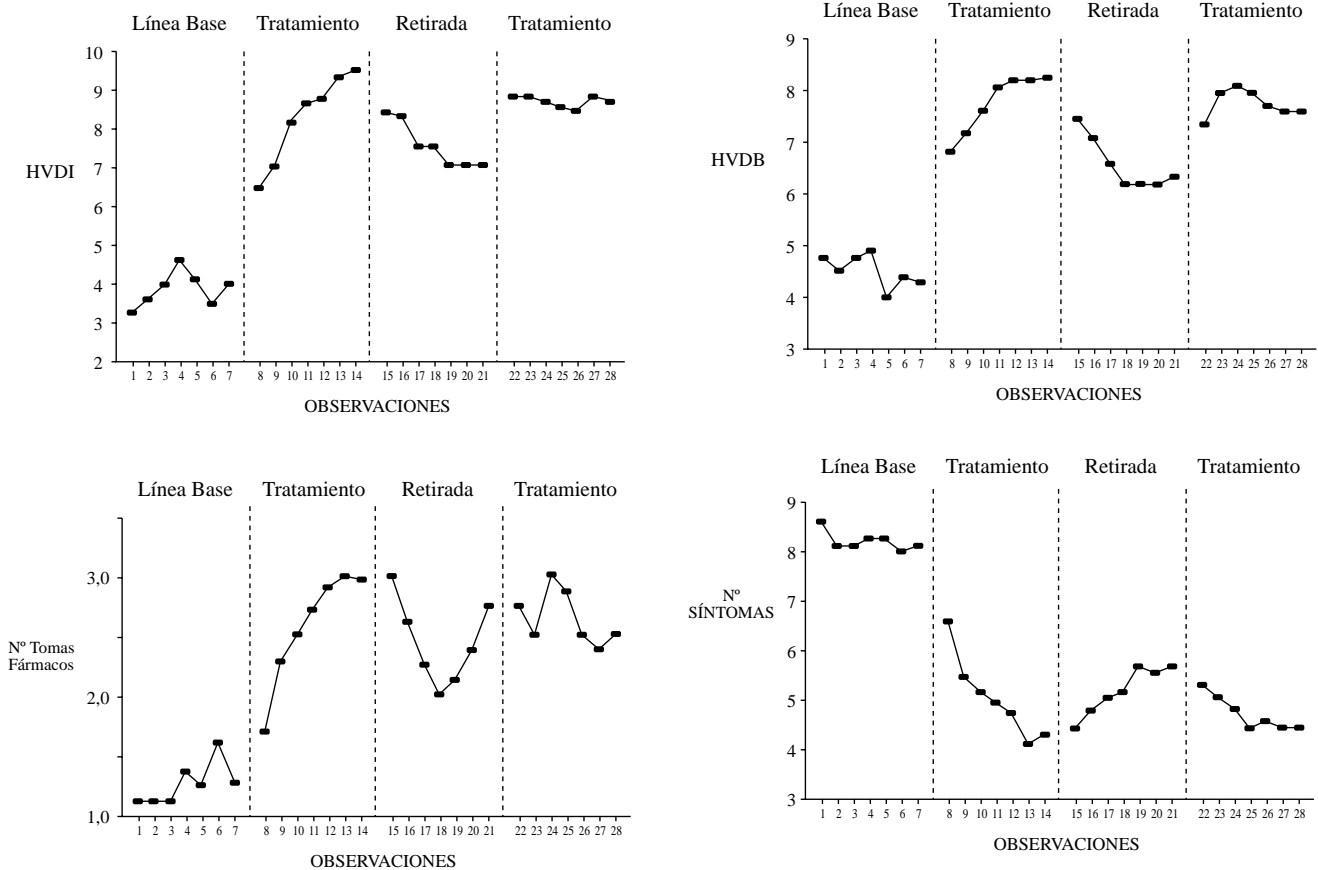 Línea Base Tratamiento Retirada Tratamiento
10
9
8
7
6
5
4
3
2
HVDI
1 2 3 4 5 6 7 8 9 10 11 12 13 14 15 16 17 18 19 20 21 22 23 24 25 26 27 28
OBSERVACIONES
Línea Base Tratamiento Retirada Tratamiento
9
8
7
6
5
4
3
HVDB
1 2 3 4 5 6 7 8 9 10 11 12 13 14 15 16 17 18 19 20 21 22 23 24 25 26 27 28
OBSERVACIONES
Línea Base Tratamiento Retirada Tratamiento
3,0
2,0
1,0
Nº Tomas
Fármacos
1 2 3 4 5 6 7 8 9 10 11 12 13 14 15 16 17 18 19 20 21 22 23 24 25 26 27 28
OBSERVACIONES
Línea Base Tratamiento Retirada Tratamiento
9
8
7
6
5
4
3
Nº
SÍNTOMAS
1 2 3 4 5 6 7 8 9 10 11 12 13 14 15 16 17 18 19 20 21 22 23 24 25 26 27 28
OBSERVACIONES